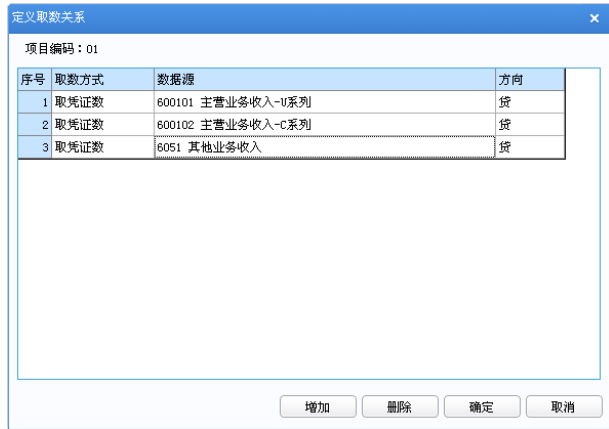 定义取数关系 ×
项目编码：01
序号 取数方式 数据源 方向
1 取凭证数 600101 主营业务收入-U系列 贷
2 取凭证数 600102 主营业务收入-C系列 贷
3 取凭证数 6051 其他业务收入 贷
增加 删除 确定 取消